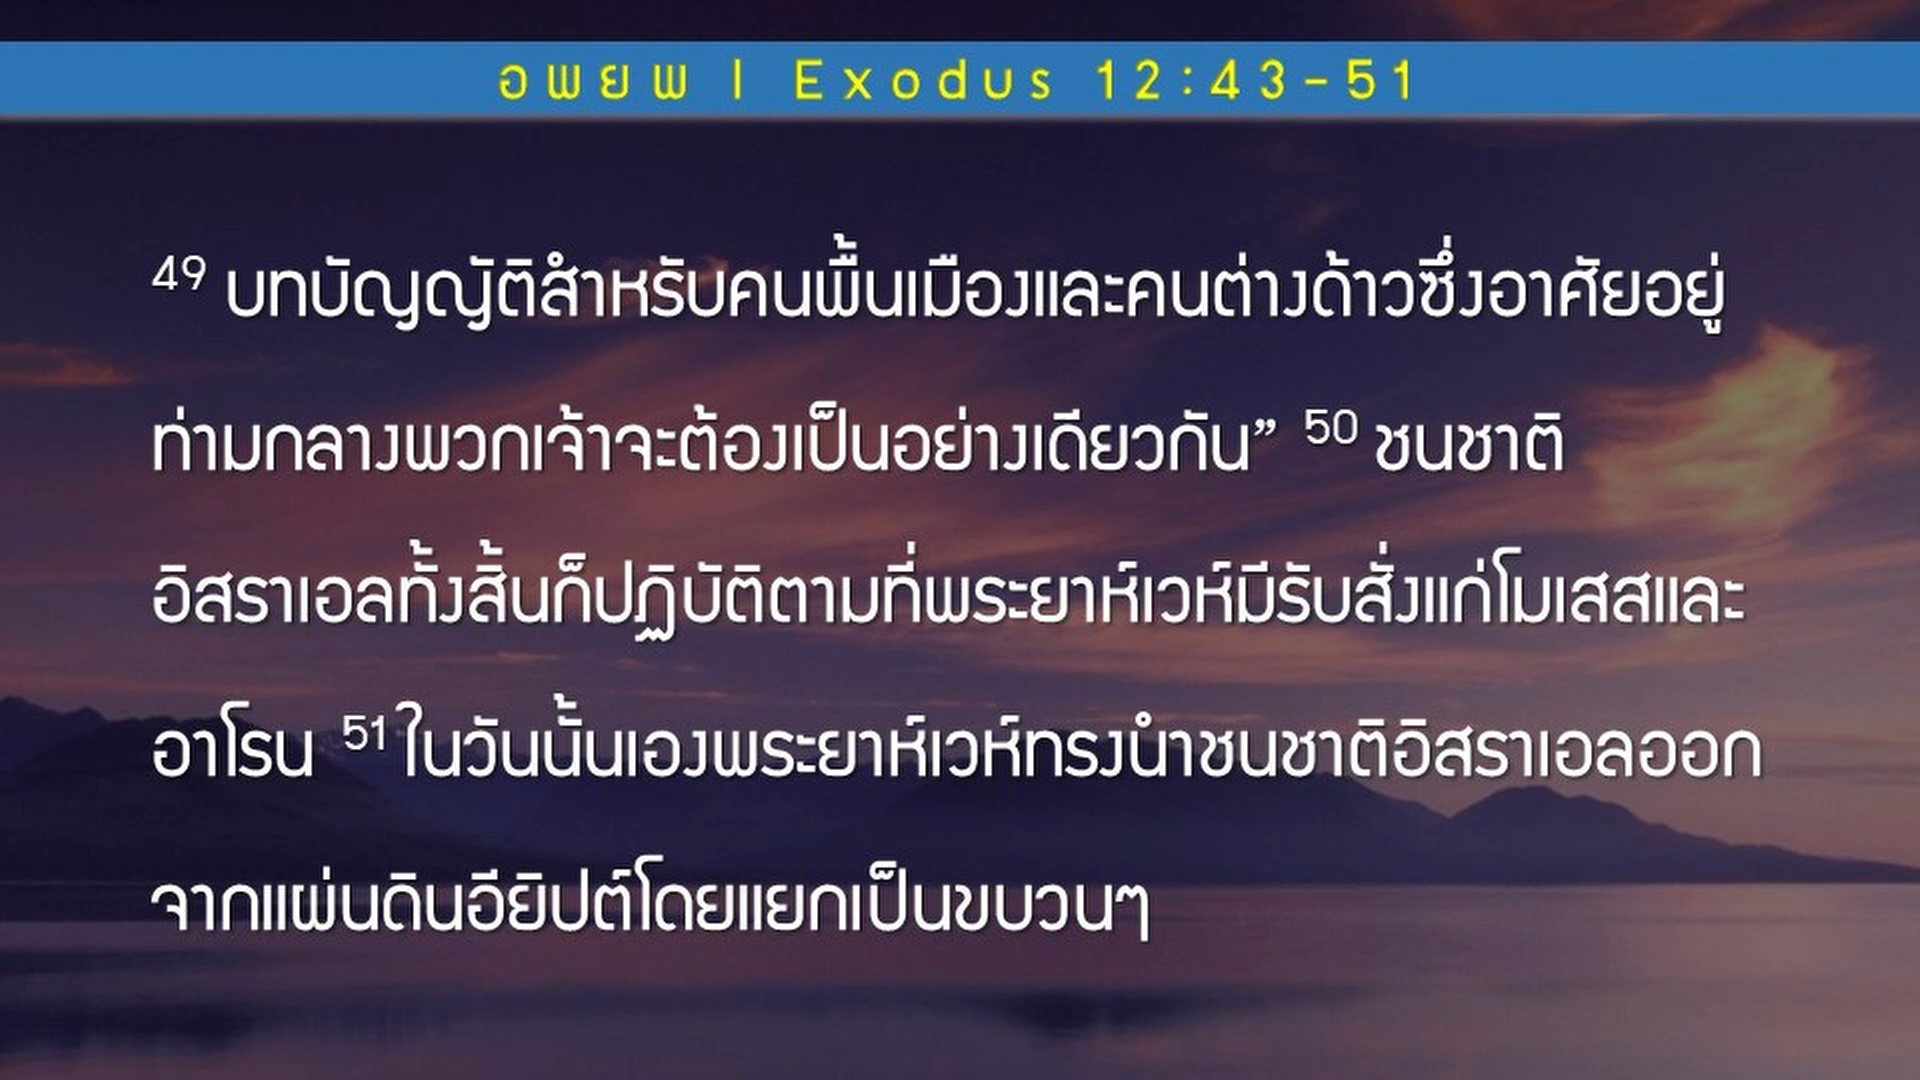 อพยพ | Exodus 12:43-51
49 บทบัญญัติสำหรับคนพื้นเมืองและคนต่างด้าวซึ่งอาศัยอยู่
ท่ามกลางพวกเจ้าจะต้องเป็นอย่างเดียวกัน” 50 ชนชาติ
อิสราเอลทั้งสิ้นก็ปฏิบัติตามที่พระยาห์เวห์มีรับสั่งแก่โมเสสและ
อาโรน 51 ในวันนั้นเองพระยาห์เวห์ทรงนำชนชาติอิสราเอลออก
จากแผ่นดินอียิปต์โดยแยกเป็นขบวนๆ